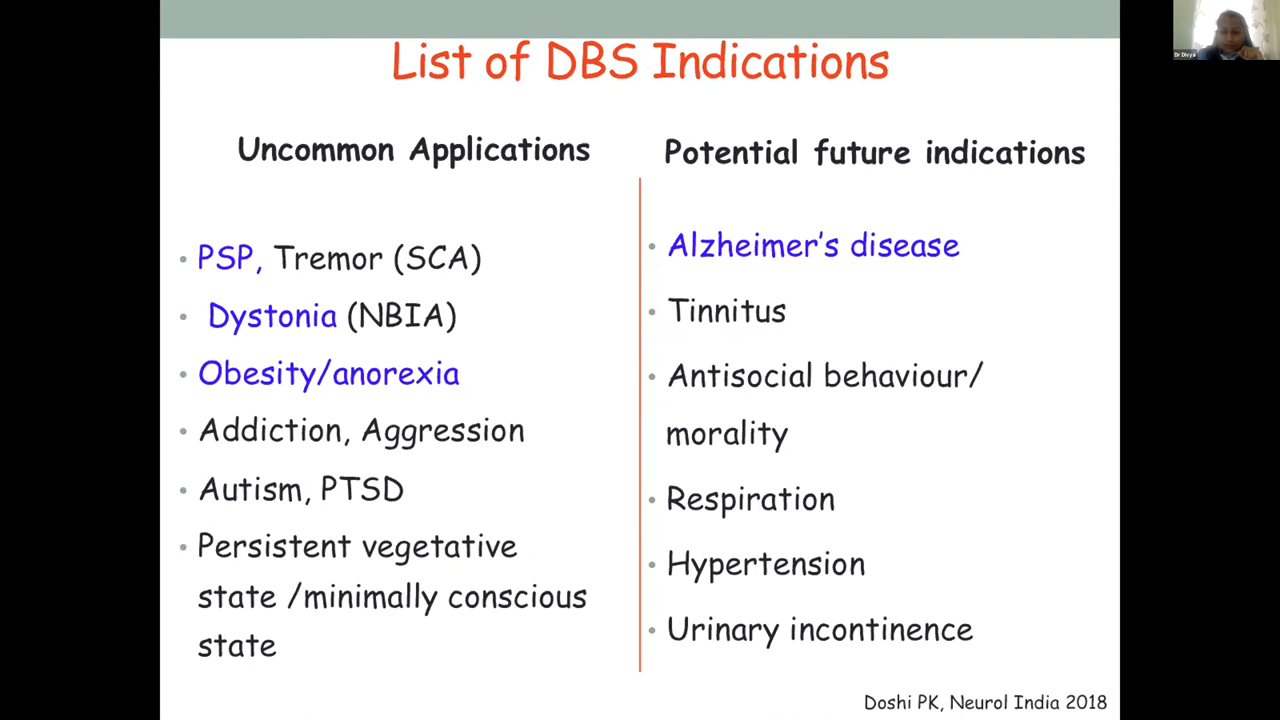 List of DBS Indications
Uncommon Applications
• PSP, Tremor (SCA)
• Dystonia (NBIA)
• Obesity/anorexia
• Addiction, Aggression
• Autism, PTSD
• Persistent vegetative
state /minimally conscious
state
Potential future indications
• Alzheimer's disease
• Tinnitus
• Antisocial behaviour/
morality
• Respiration
• Hypertension
• Urinary incontinence
Doshi PK, Neurol India 2018
Dr Divya